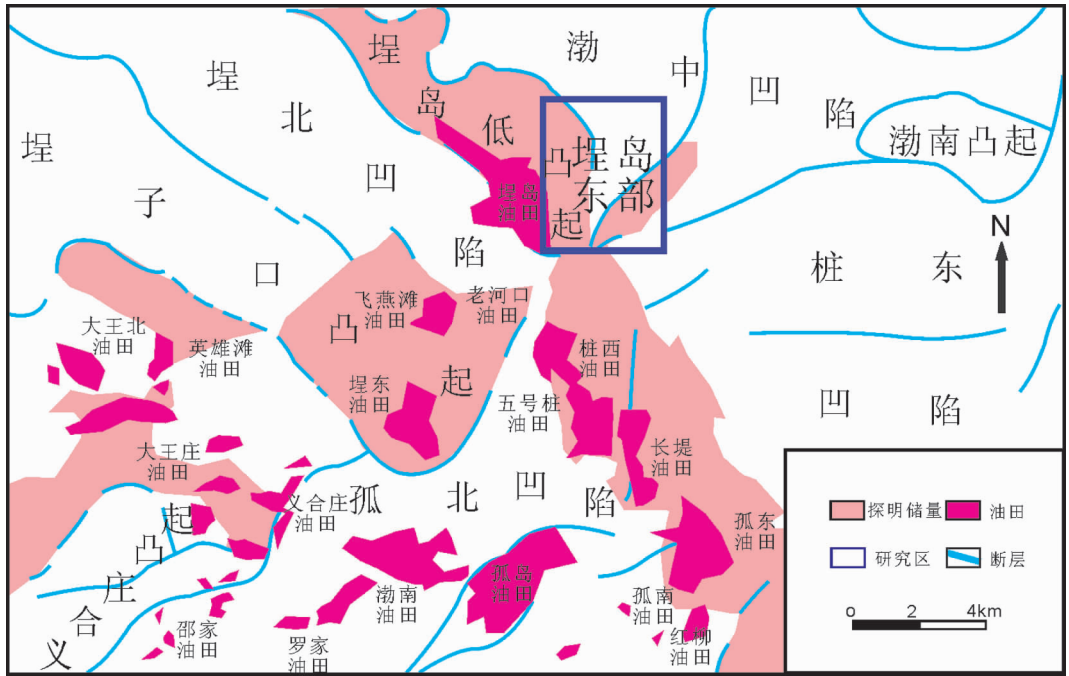 埕岛低凸起
渤中凹陷
渤南凸起
埕北凹陷
埕子口凸起
埕岛
东部
埕岛
油田
N
桩东凹陷
飞燕滩
油田
老河口
油田
大王北
油田
英雄滩
油田
桩西
油田
埕东
油田
五号桩
油田
长堤
油田
大王庄
油田
义合庄
油田
孤北凹陷
孤东
油田
义合庄凸起
渤南
油田
孤岛
油田
孤南
油田
邵家
油田
罗家
油田
红柳
油田
探明储量
油田
研究区
断层
0 2 4km